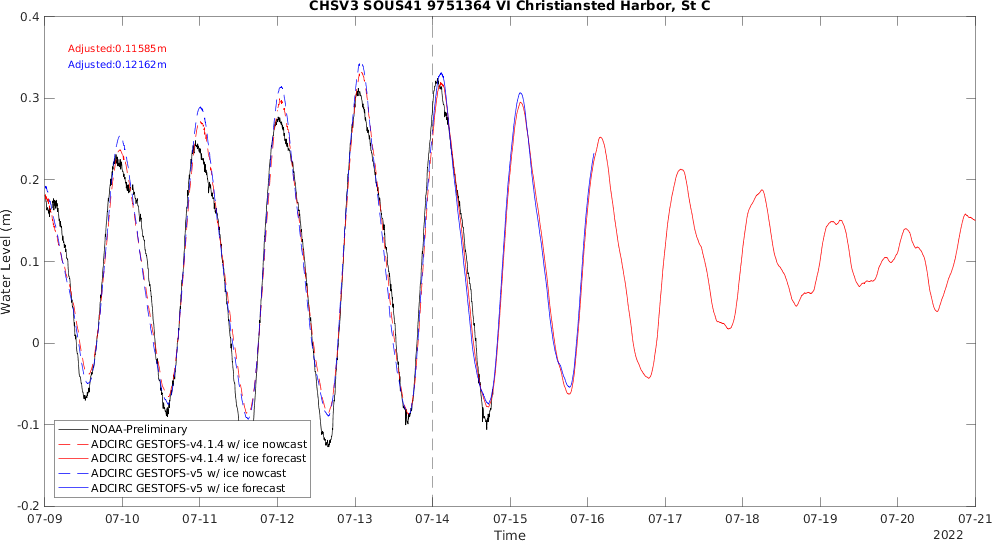 CHSV3 SOUS41 9751364 VI Christiansted Harbor, St C
Adjusted:0.11585m
Adjusted:0.12162m
0.4
0.3
0.2
0.1
0
-0.1
-0.2
Water Level (m)
NOAA-Preliminary
ADCIRC GESTOFS-v4.1.4 w/ ice nowcast
ADCIRC GESTOFS-v4.1.4 w/ ice forecast
ADCIRC GESTOFS-v5 w/ ice nowcast
ADCIRC GESTOFS-v5 w/ ice forecast
07-09 07-10 07-11 07-12 07-13 07-14 07-15 07-16 07-17 07-18 07-19 07-20 07-21
Time
2022